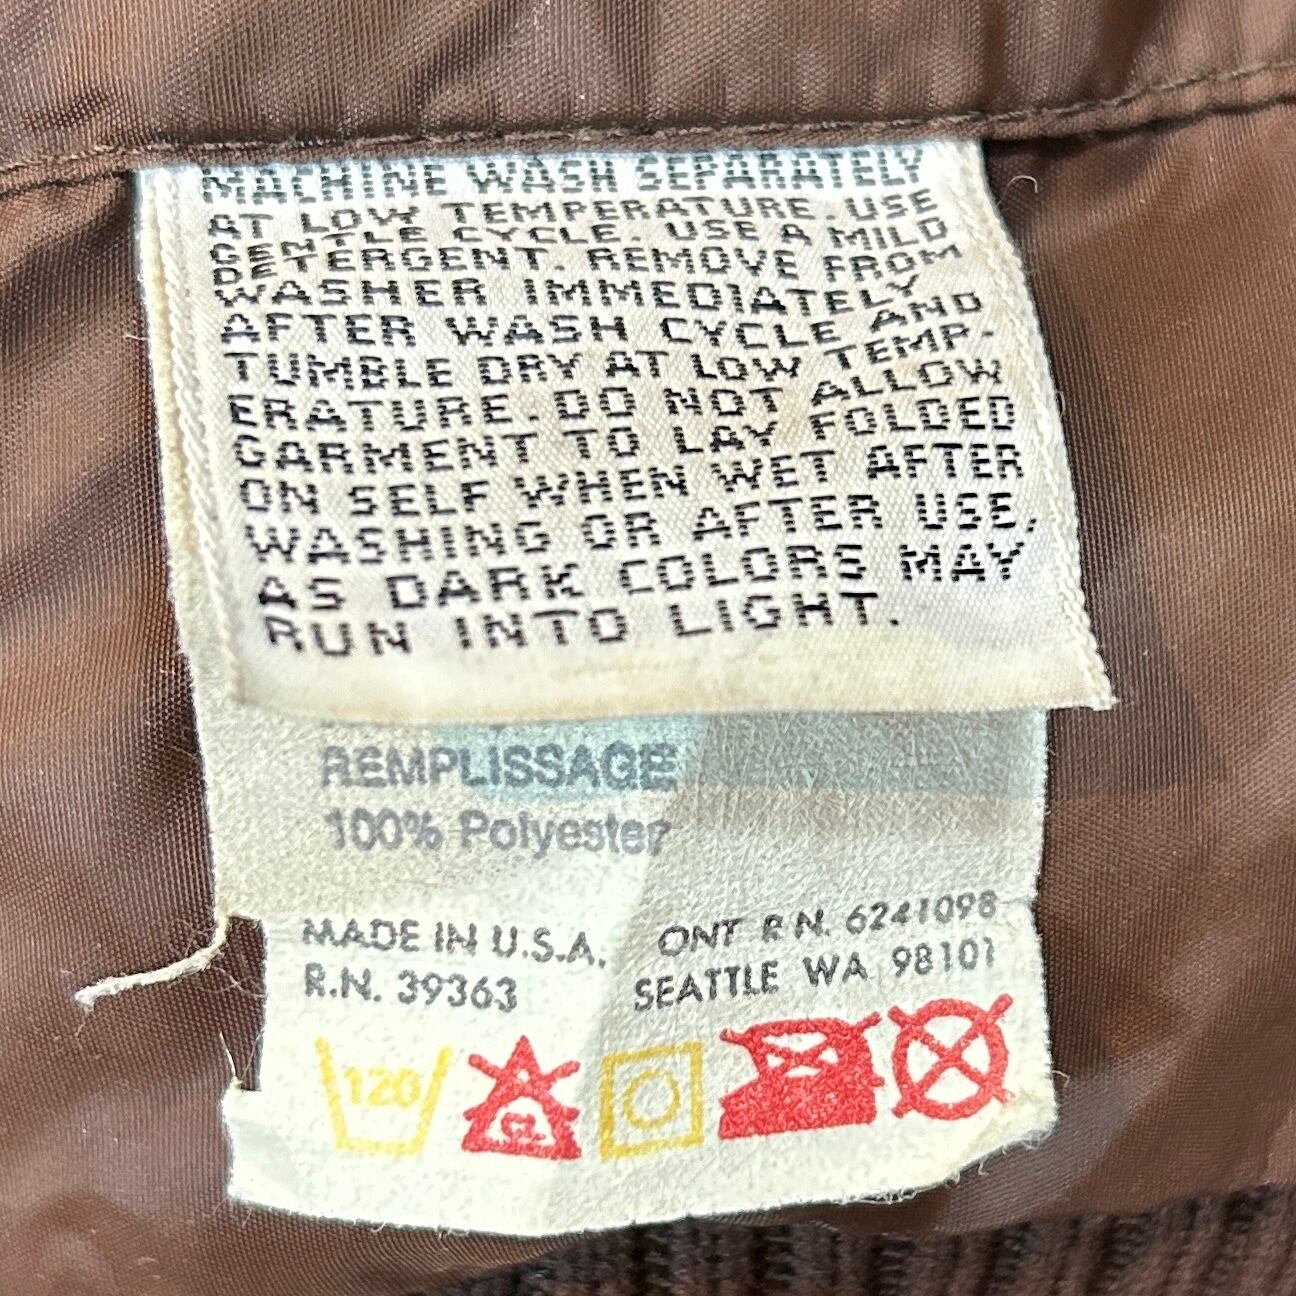 MACHINE WASH SEPARATELY
AT LOW TEMPERATURE. USE
GENTLE CYCLE. USE A MILD
DETERGENT. REMOVE FROM
WASHER IMMEDIATELY
AFTER WASH CYCLE AND
TUMBLE DRY AT LOW TEMP-
ERATURE. DO NOT ALLOW
GARMENT TO LAY FOLDED
ON SELF WHEN WET AFTER
WASHING OR AFTER USE,
AS DARK COLORS MAY
RUN INTO LIGHT.
REMPLISSAGE
100% Polyester
MADE IN U.S.A. ONT R N. 6241098
R.N. 39363 SEATTLE WA 98101
120 CL